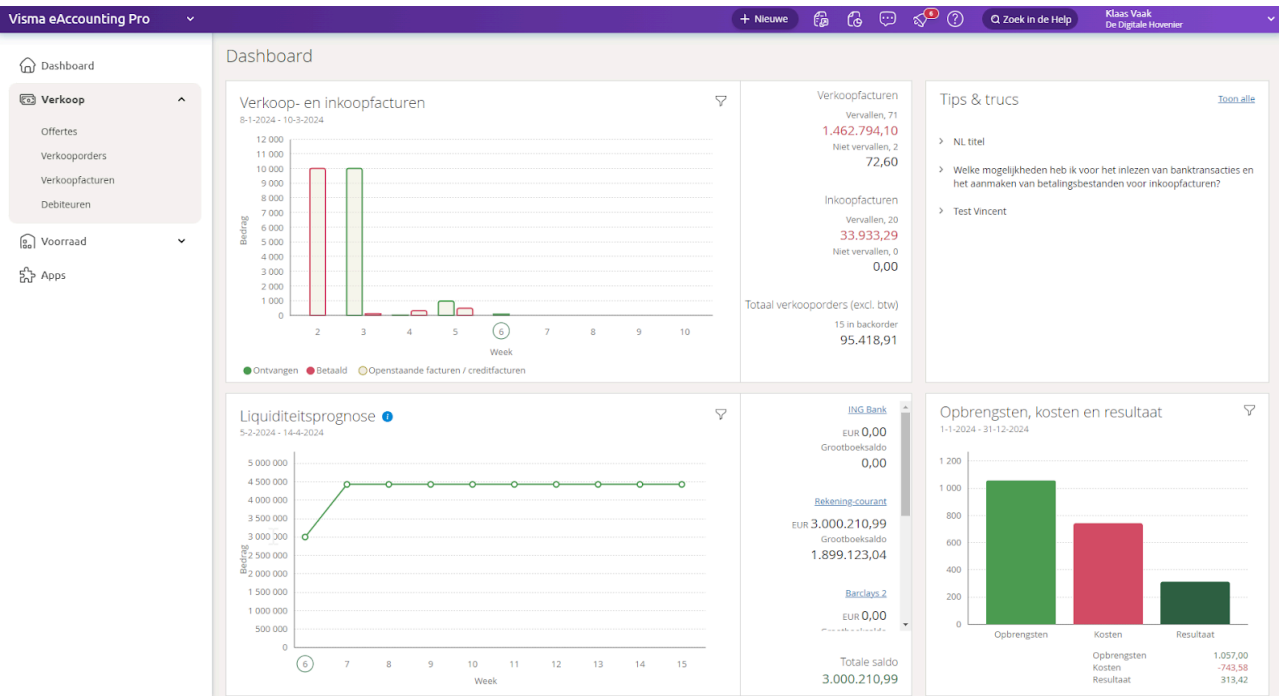 Visma eAccounting Pro
+ Nieuwe
6
Zoek in de Help
Klaas Vaak
De Digitale Hovenier
Dashboard
Verkoop
Offertes
Verkooporders
Verkoopfacturen
Debiteuren
Voorraad
Apps
Dashboard
Verkoop- en inkoopfacturen
8-1-2024 - 10-3-2024
Bedrag
12 000
11 000
10 000
9 000
8 000
7 000
6 000
5 000
4 000
3 000
2 000
1 000
0
2 3 4 5 6 7 8 9 10
Week
Ontvangen Betaald Openstaande facturen / creditfacturen
Verkoopfacturen
Vervallen, 71
1.462.794,10
Niet vervallen, 2
72,60
Inkoopfacturen
Vervallen, 20
33.933,29
Niet vervallen, 0
0,00
Totaal verkooporders (excl. btw)
15 in backorder
95.418,91
Tips & trucs
Toon alle
NL titel
Welke mogelijkheden heb ik voor het inlezen van banktransacties en
het aanmaken van betalingsbestanden voor inkoopfacturen?
Test Vincent
Liquiditeitsprognose
5-2-2024 - 14-4-2024
Bedrag
5 000 000
4 500 000
4 000 000
3 500 000
3 000 000
2 500 000
2 000 000
1 500 000
1 000 000
500 000
0
6 7 8 9 10 11 12 13 14 15
Week
ING Bank
EUR 0,00
Grootboeksaldo
0,00
Rekening-courant
EUR 3.000.210,99
Grootboeksaldo
1.899.123,04
Barclays 2
EUR 0,00
Totale saldo
3.000.210,99
Opbrengsten, kosten en resultaat
1-1-2024 - 31-12-2024
1 200
1 000
800
600
400
200
0
Opbrengsten Kosten Resultaat
Opbrengsten 1.057,00
Kosten -743,58
Resultaat 313,42